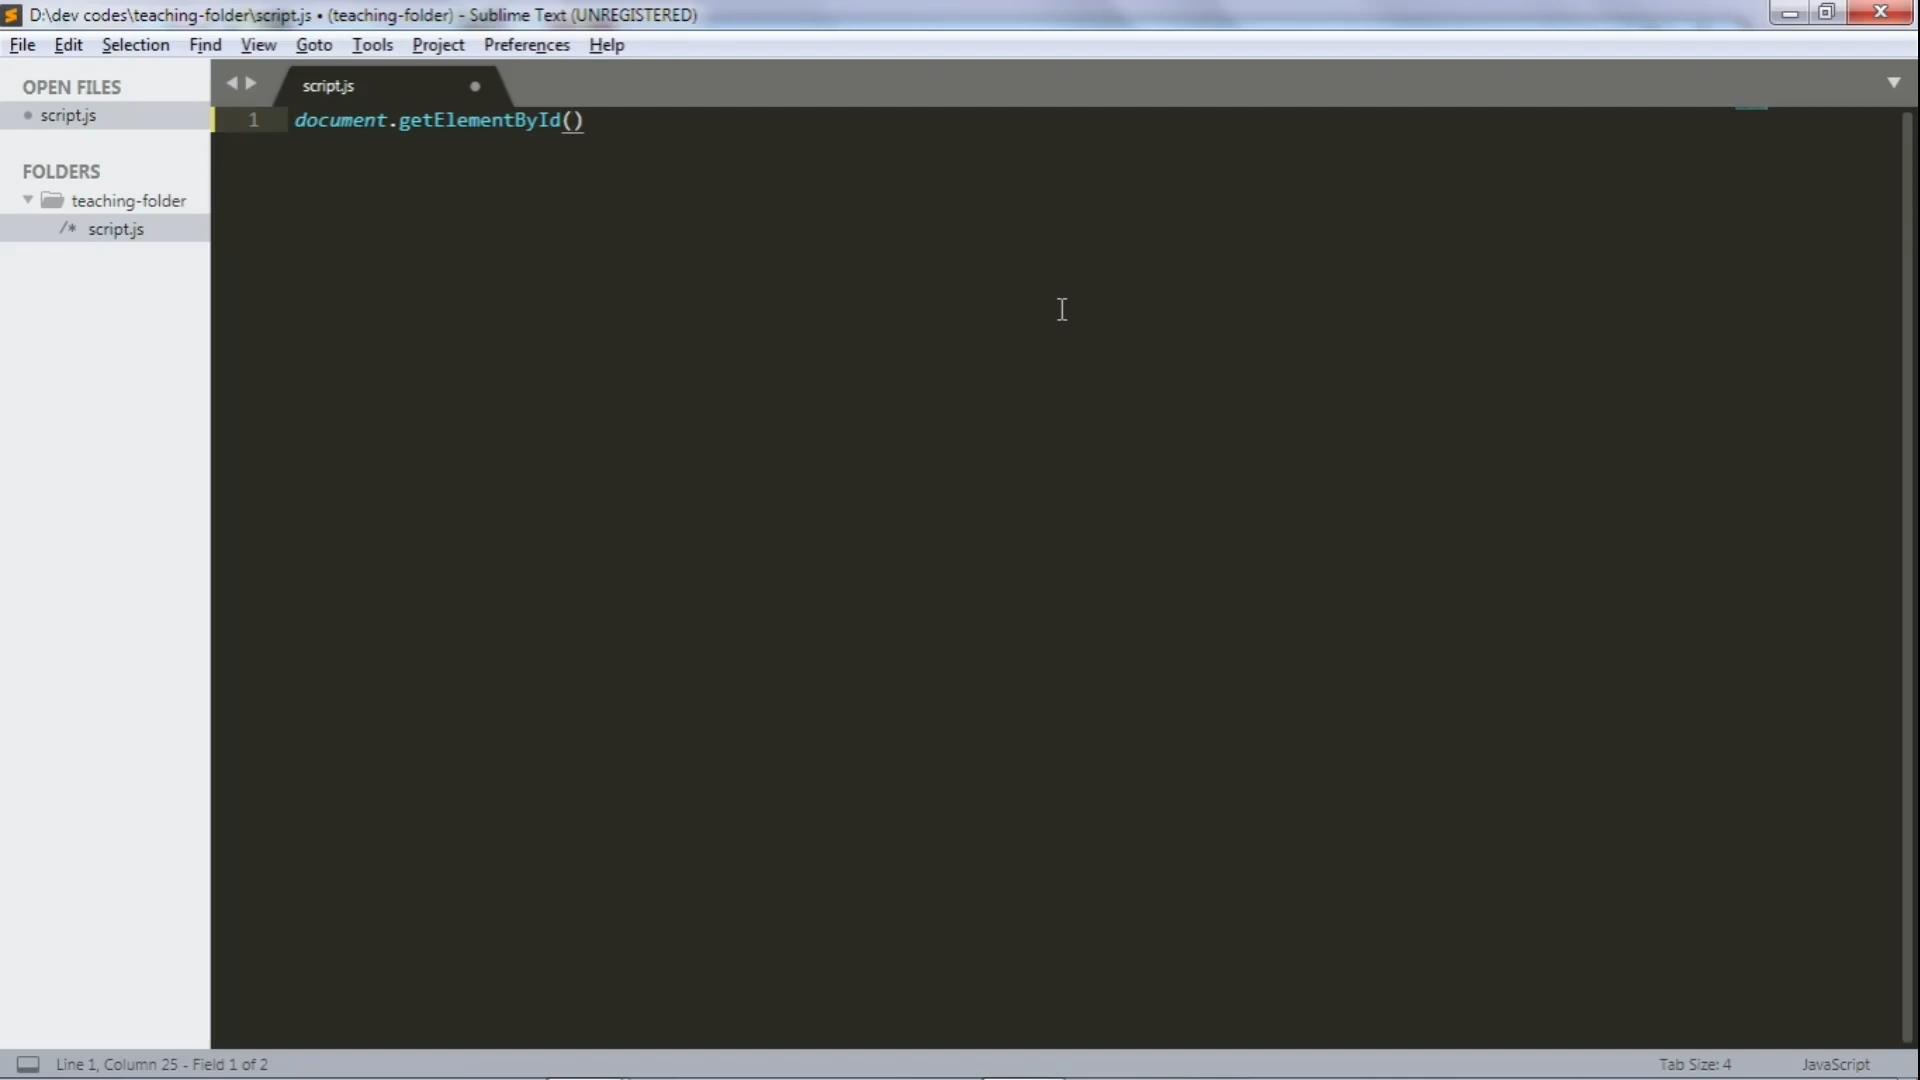 D:\dev codes\teaching-folder\script.js • (teaching-folder) - Sublime Text (UNREGISTERED)
File Edit Selection Find View Goto Tools Project Preferences Help
OPEN FILES
script.js
FOLDERS
teaching-folder
/* script.js
script.js
1 document.getElementById()
Line 1, Column 25 - Field 1 of 2
Tab Size: 4
JavaScript